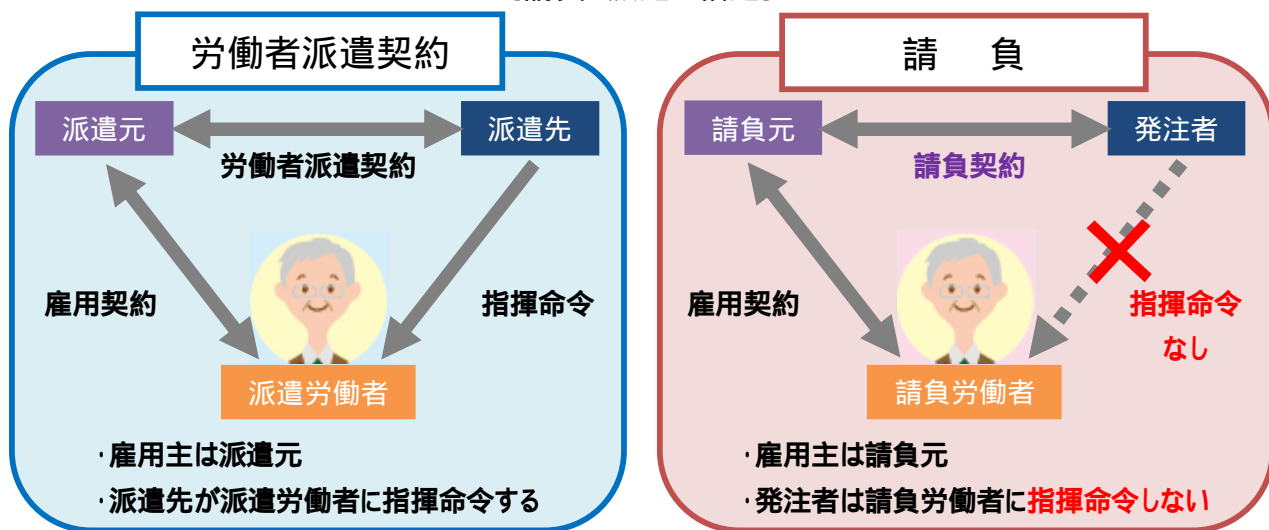 労働者派遣契約
派遣元
派遣先
労働者派遣契約
雇用契約
指揮命令
派遣労働者
・雇用主は派遣元
・派遣先が派遣労働者に指揮命令する
請 負
請負元
発注者
請負契約
雇用契約
指揮命令
なし
請負労働者
・雇用主は請負元
・発注者は請負労働者に指揮命令しない